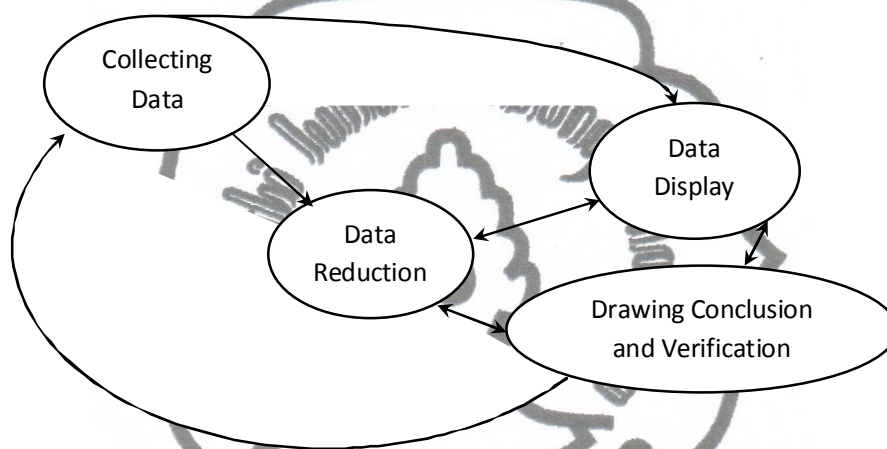 Collecting
Data
Data
Display
Data
Reduction
Drawing Conclusion
and Verification